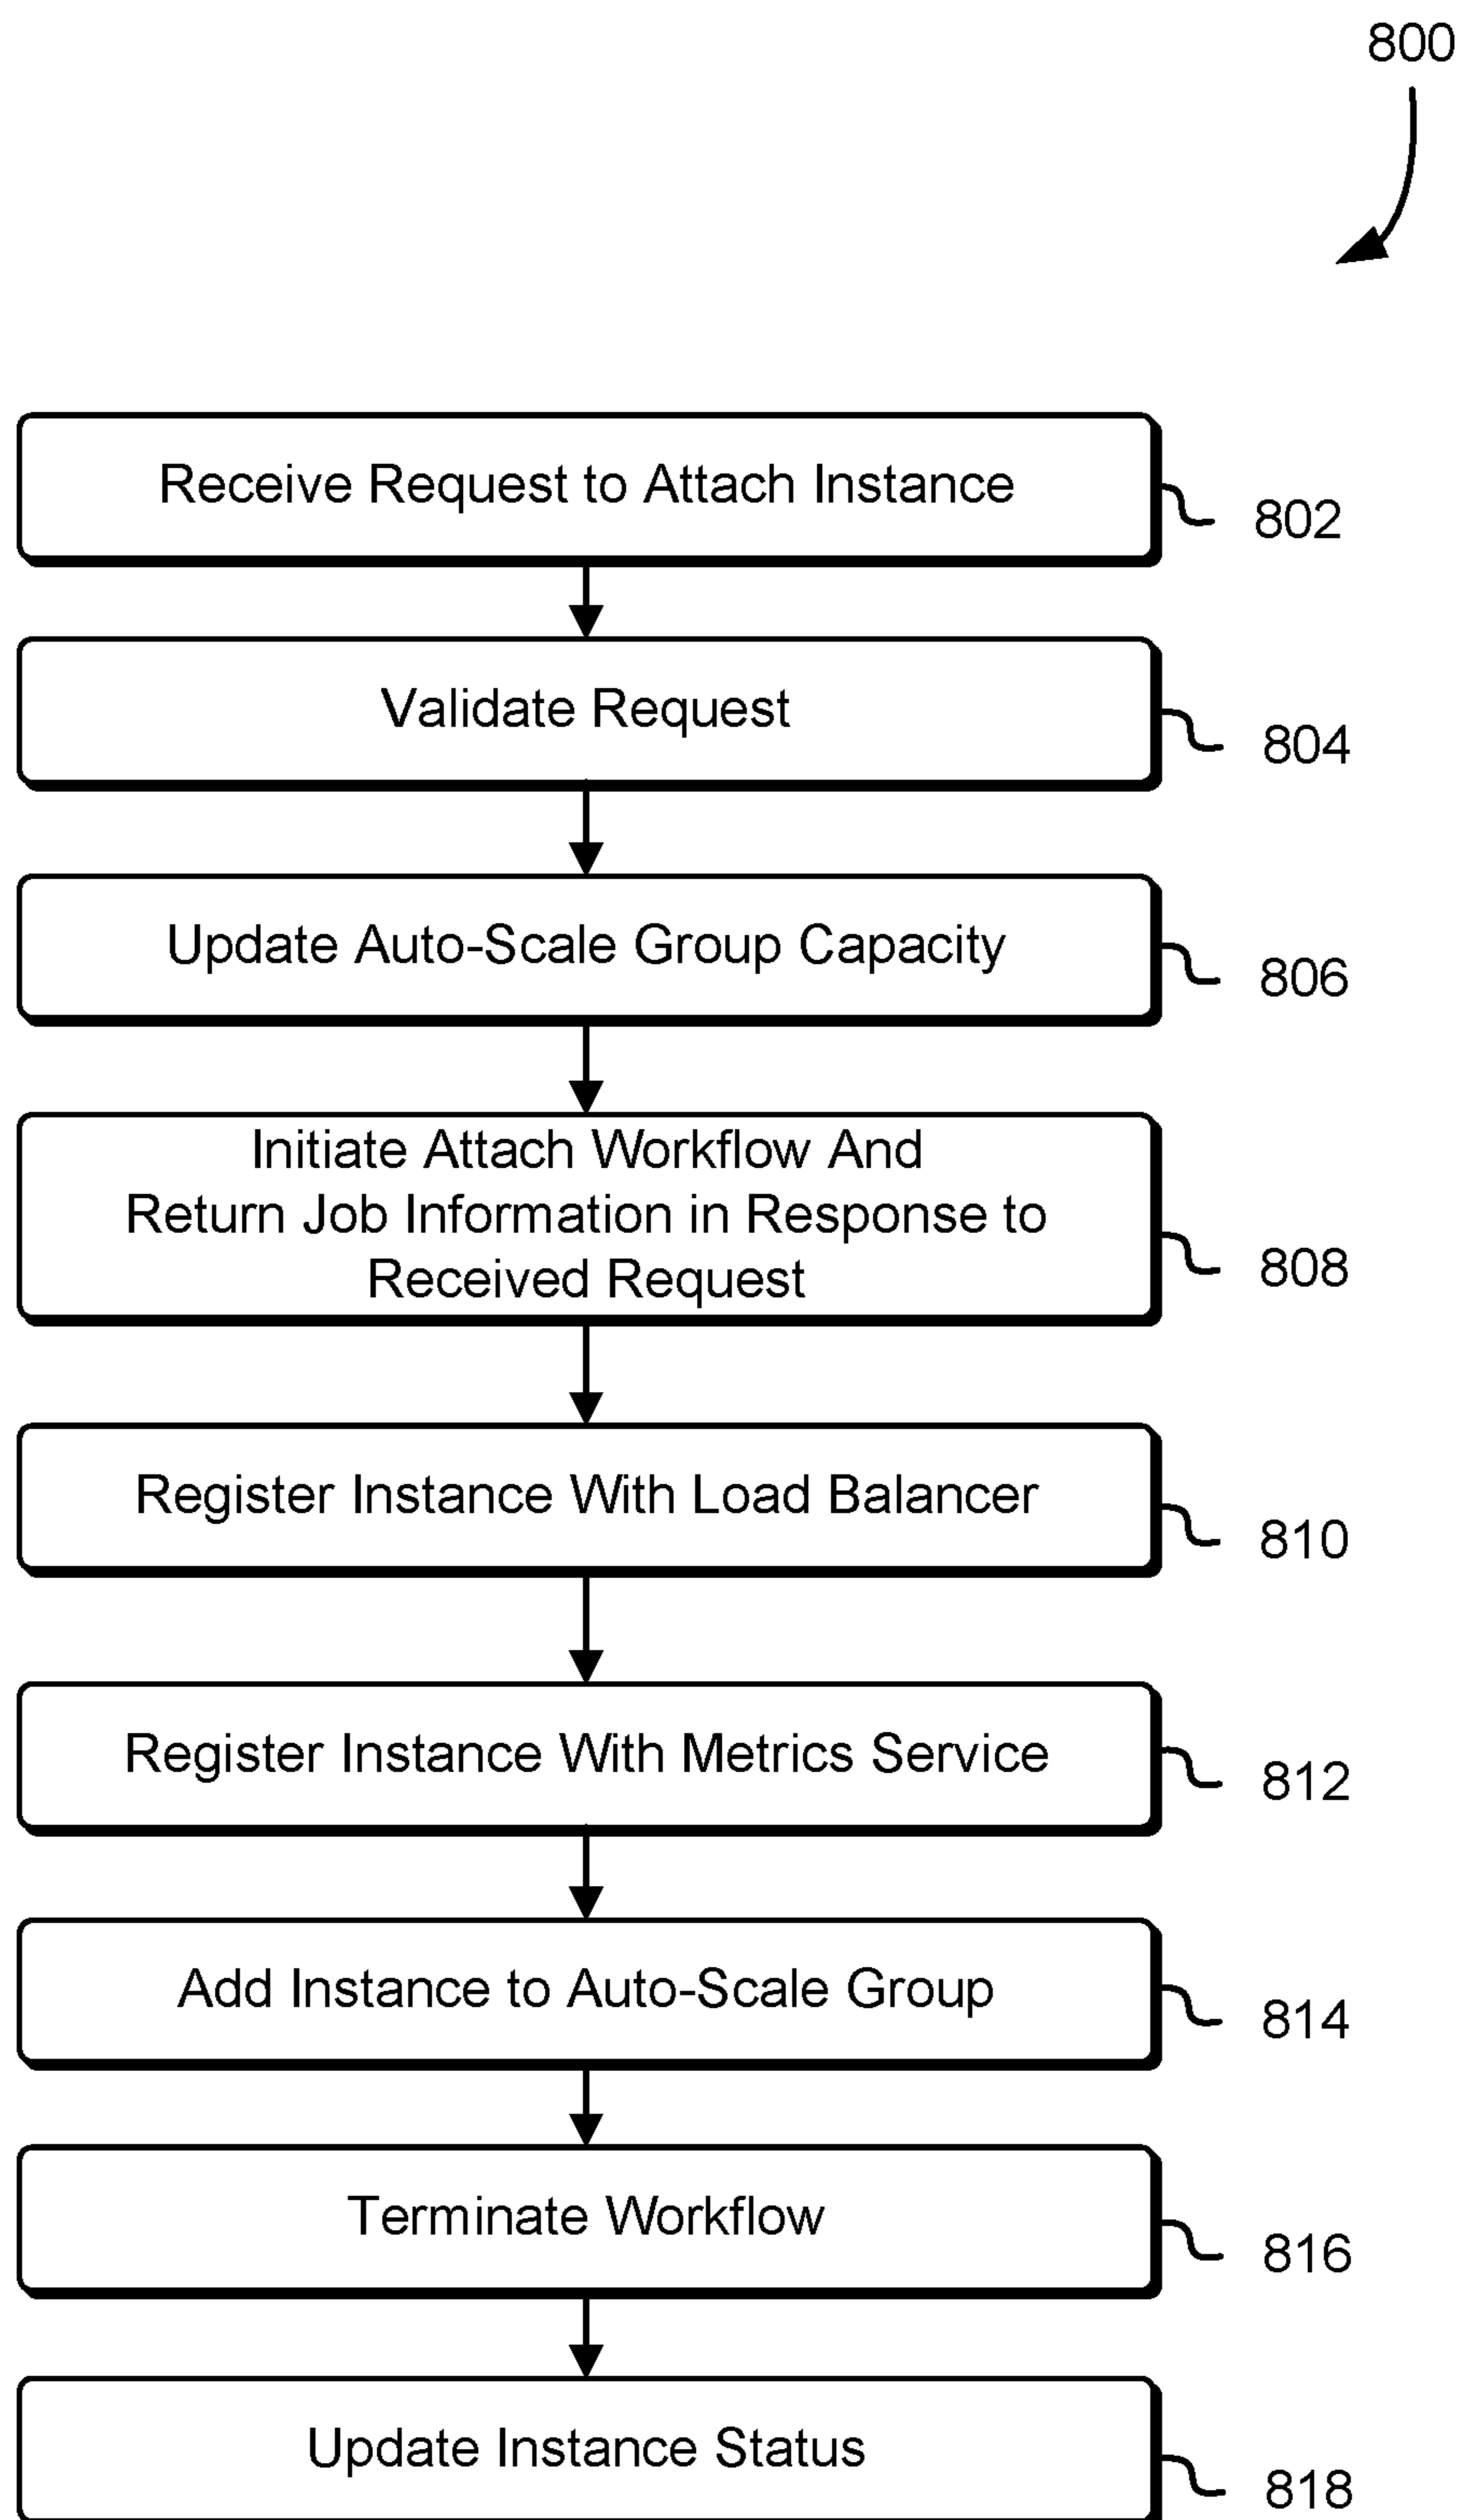 800
Receive Request to Attach Instance
802
Validate Request
804
Update Auto-Scale Group Capacity
806
Initiate Attach Workflow And
Return Job Information in Response to
Received Request
808
Register Instance With Load Balancer
810
Register Instance With Metrics Service
812
Add Instance to Auto-Scale Group
814
Terminate Workflow
816
Update Instance Status
818